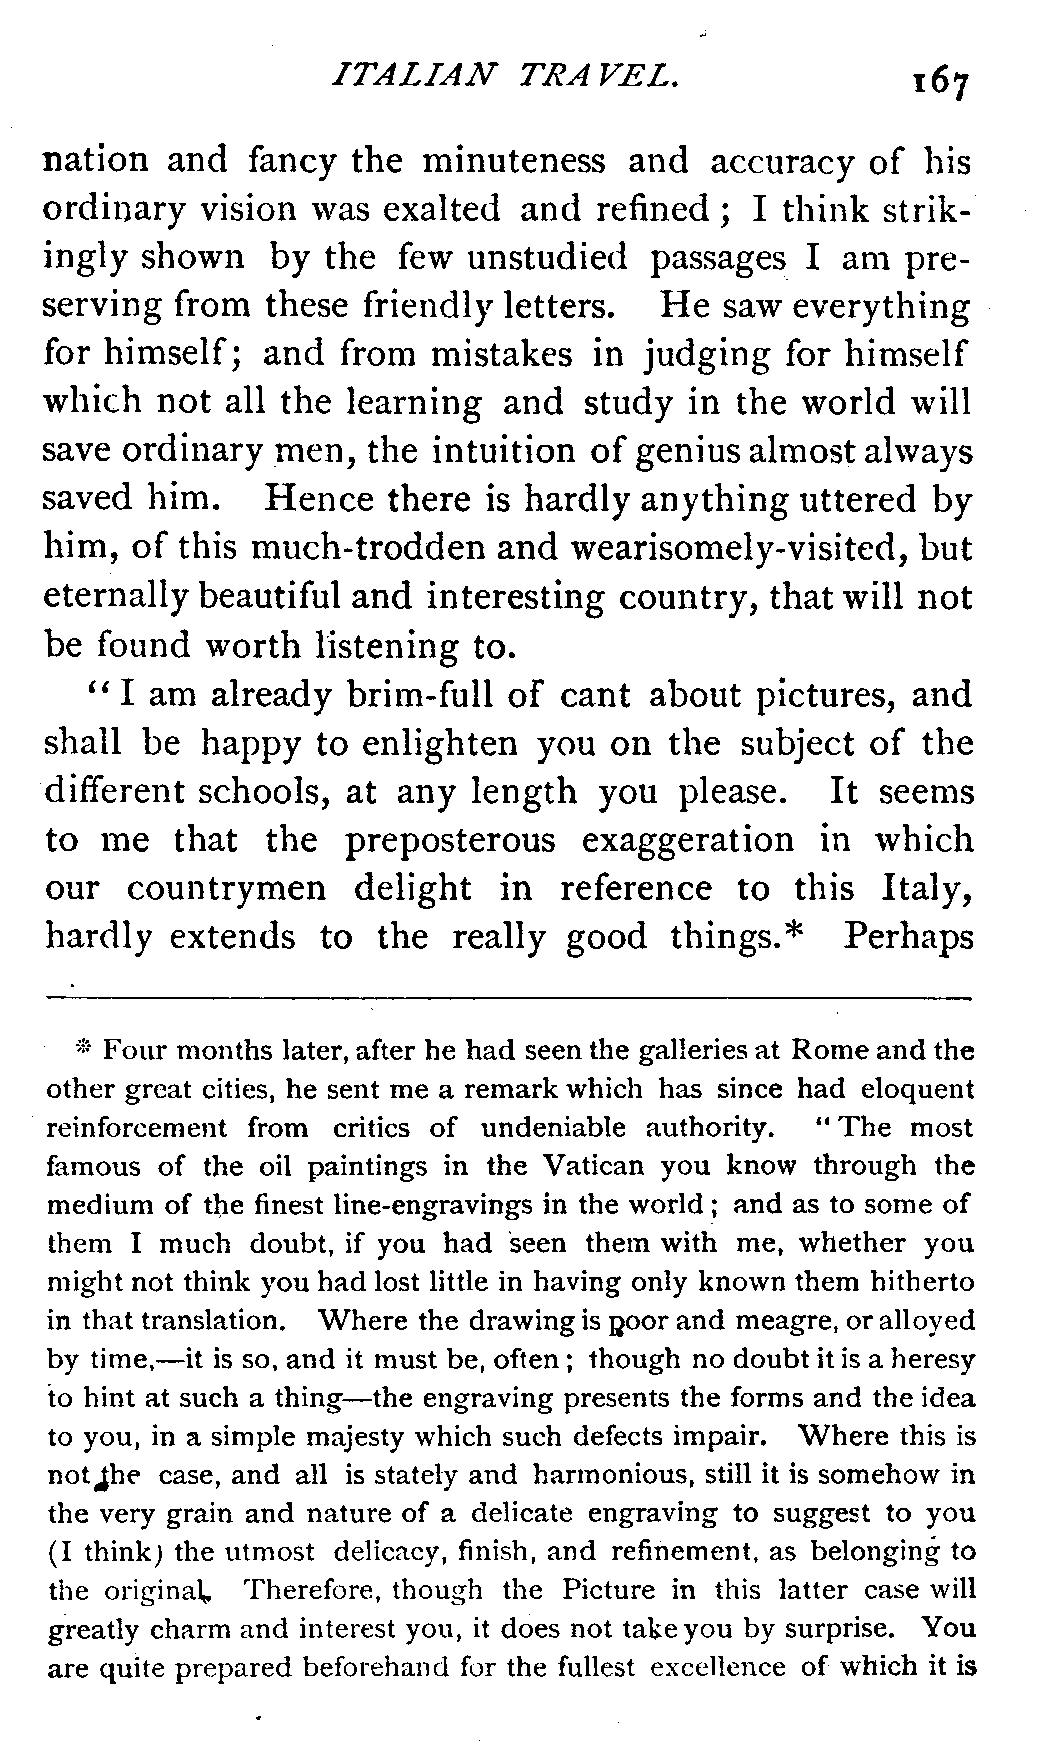 ITALIAN TRAVEL. 167
nation and fancy the minuteness and accuracy of his
ordinary vision was exalted and refined ; I think strik-
ingly shown by the few unstudied passages I am pre-
serving from these friendly letters. He saw everything
for himself; and from mistakes in judging for himself
which not all the learning and study in the world will
save ordinary men, the intuition of genius almost always
saved him. Hence there is hardly anything uttered by
him, of this much-trodden and wearisomely-visited, but
eternally beautiful and interesting country, that will not
be found worth listening to.
“ I am already brim-full of cant about pictures, and
shall be happy to enlighten you on the subject of the
different schools, at any length you please. It seems
to me that the preposterous exaggeration in which
our countrymen delight in reference to this Italy,
hardly extends to the really good things.* Perhaps
* Four months later, after he had seen the galleries at Rome and the
other great cities, he sent me a remark which has since had eloquent
reinforcement from critics of undeniable authority. “ The most
famous of the oil paintings in the Vatican you know through the
medium of the finest line-engravings in the world ; and as to some of
them I much doubt, if you had seen them with me, whether you
might not think you had lost little in having only known them hitherto
in that translation. Where the drawing is poor and meagre, or alloyed
by time,—it is so, and it must be, often ; though no doubt it is a heresy
to hint at such a thing—the engraving presents the forms and the idea
to you, in a simple majesty which such defects impair. Where this is
not the case, and all is stately and harmonious, still it is somehow in
the very grain and nature of a delicate engraving to suggest to you
(I think) the utmost delicacy, finish, and refinement, as belonging to
the original. Therefore, though the Picture in this latter case will
greatly charm and interest you, it does not take you by surprise. You
are quite prepared beforehand for the fullest excellence of which it is